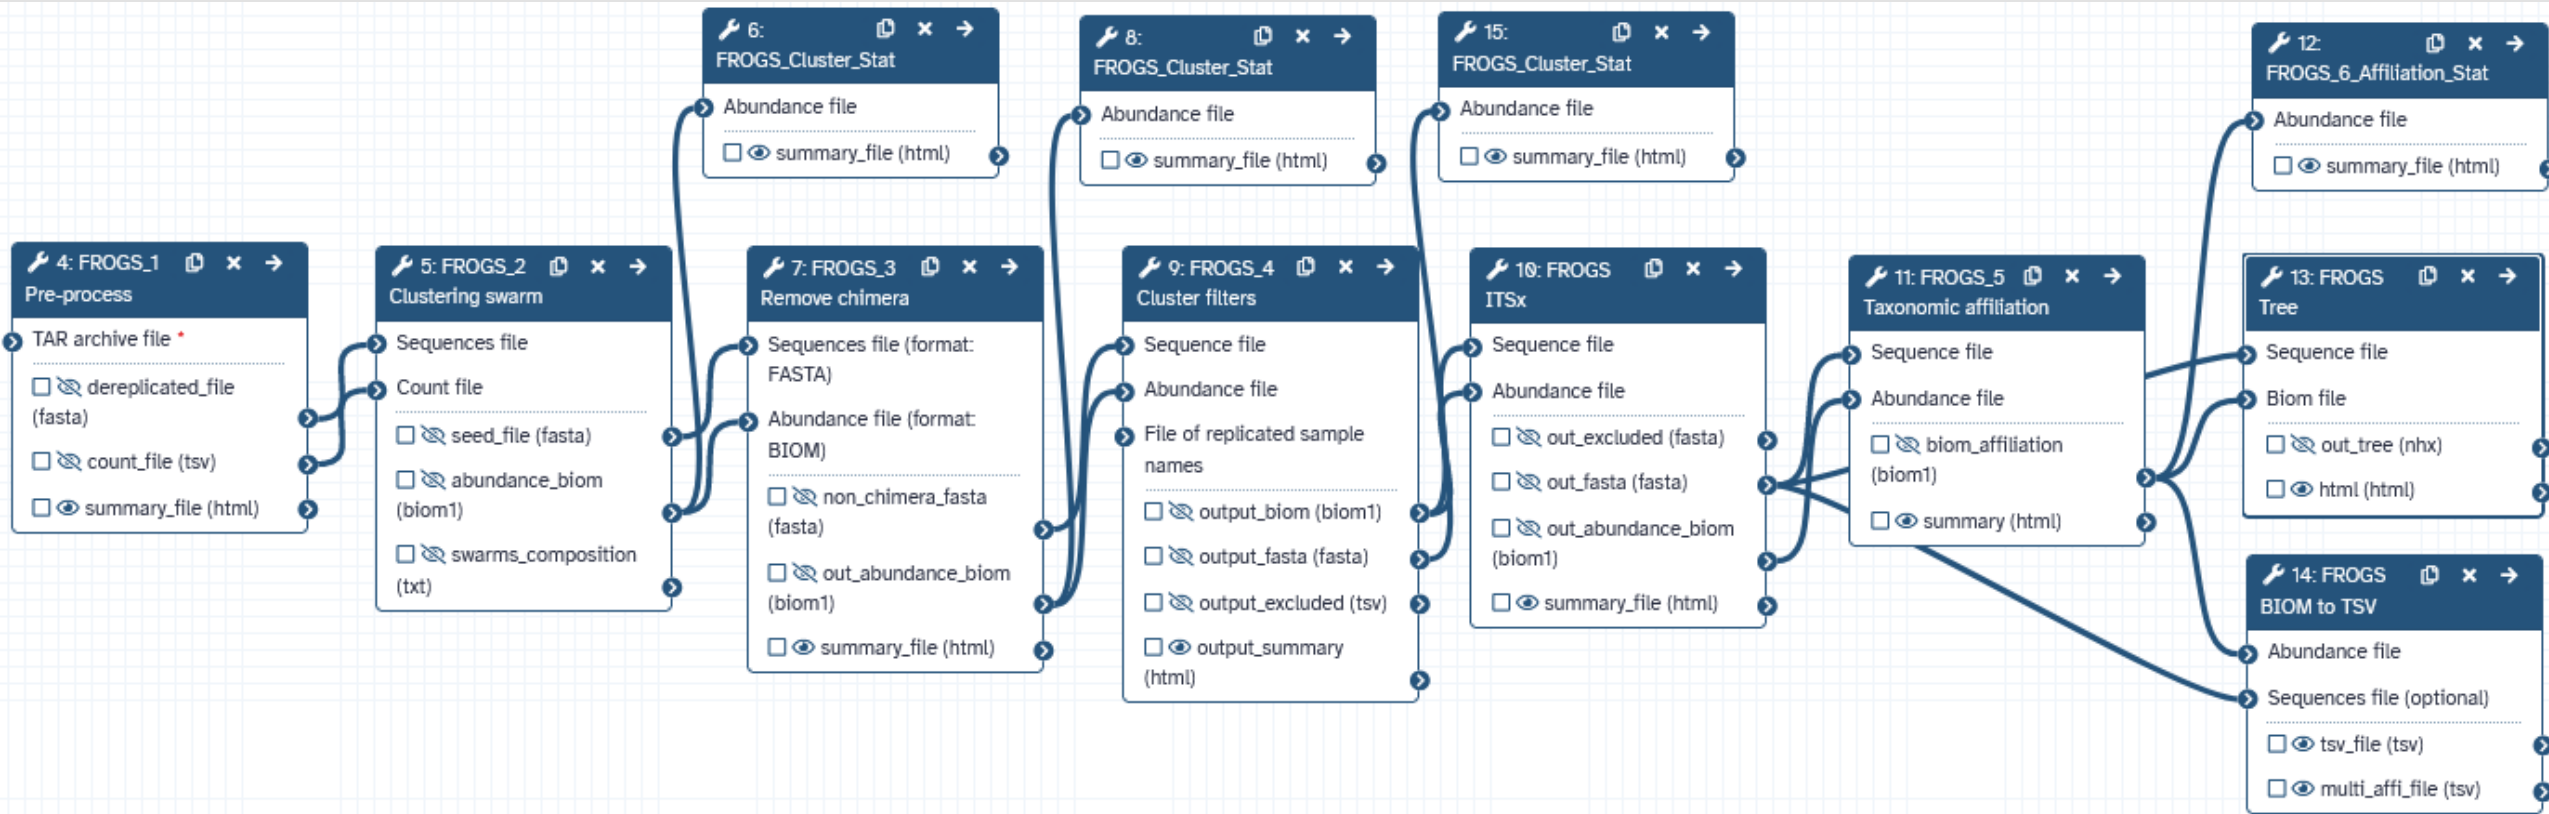 6:
FROGS_Cluster_Stat
Abundance file
summary_file (html)
8:
FROGS_Cluster_Stat
Abundance file
summary_file (html)
15:
FROGS_Cluster_Stat
Abundance file
summary_file (html)
12:
FROGS_6_Affiliation_Stat
Abundance file
summary_file (html)
4: FROGS_1
Pre-process
TAR archive file *
dereplicated_file
(fasta)
count_file (tsv)
summary_file (html)
5: FROGS_2
Clustering swarm
Sequences file
Count file
seed_file (fasta)
abundance_biom
(biom1)
swarms_composition
(txt)
7: FROGS_3
Remove chimera
Sequences file (format:
FASTA)
Abundance file (format:
BIOM)
non_chimera_fasta
(fasta)
out_abundance_biom
(biom1)
summary_file (html)
9: FROGS_4
Cluster filters
Sequence file
Abundance file
File of replicated sample
names
output_biom (biom1)
output_fasta (fasta)
output_excluded (tsv)
output_summary
(html)
10: FROGS
ITSx
Sequence file
Abundance file
out_excluded (fasta)
out_fasta (fasta)
out_abundance_biom
(biom1)
summary_file (html)
11: FROGS_5
Taxonomic affiliation
Sequence file
Abundance file
biom_affiliation
(biom1)
summary (html)
13: FROGS
Tree
Sequence file
Biom file
out_tree (nhx)
html (html)
14: FROGS
BIOM to TSV
Abundance file
Sequences file (optional)
tsv_file (tsv)
multi_affi_file (tsv)